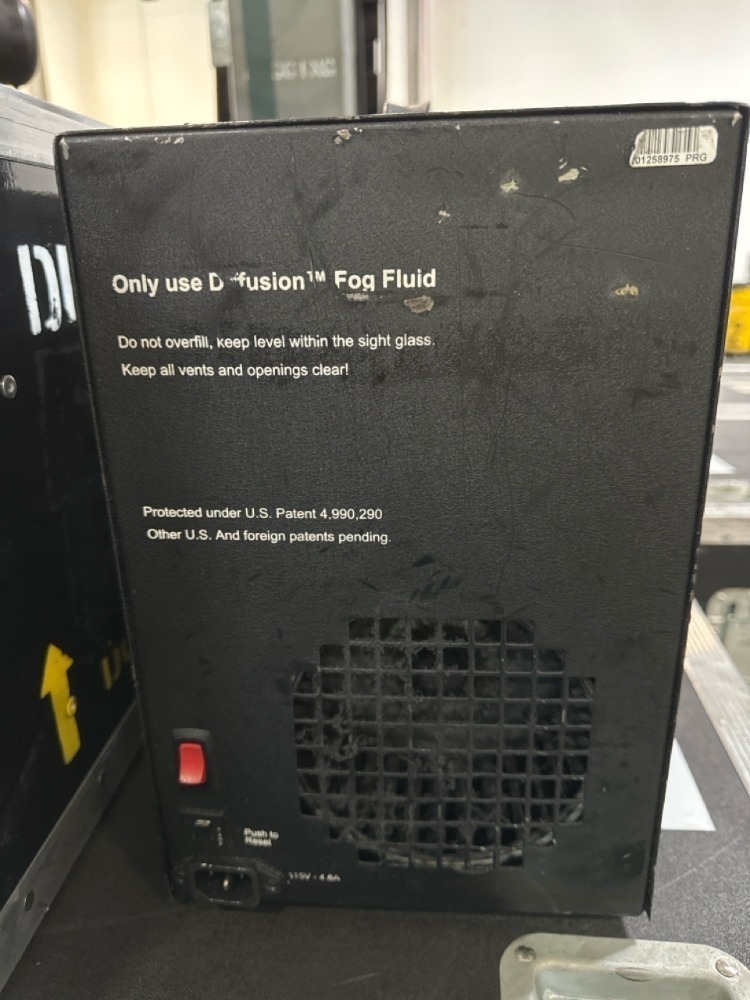 01258975 PRG
Only use D fusion™ Fog Fluid
Do not overfill, keep level within the sight glass.
Keep all vents and openings clear!
Protected under U.S. Patent 4,990,290
Other U.S. And foreign patents pending.
Push to
Reset
115V - 4.6A